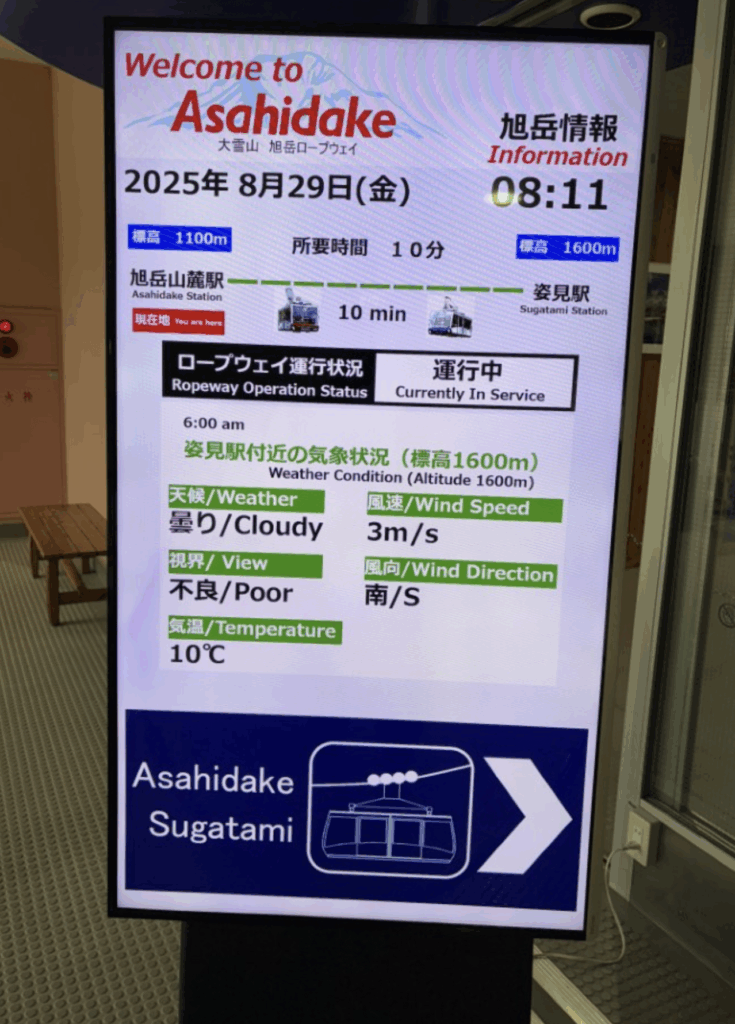 Welcome to
Asahidake
大雪山 旭岳ロープウェイ
旭岳情報
Information
2025年 8月29日(金)
08:11
標高 1100m
所要時間 10分
標高 1600m
旭岳山麓駅
Asahidake Station
現在地 You are here
10 min
姿見駅
Sugatami Station
ロープウェイ運行状況
Ropeway Operation Status
運行中
Currently In Service
6:00 am
姿見駅付近の気象状況(標高1600m)
Weather Condition (Altitude 1600m)
天候/Weather
曇り/Cloudy
風速/Wind Speed
3m/s
視界/ View
不良/Poor
風向/Wind Direction
南/S
気温/Temperature
10℃
Asahidake
Sugatami